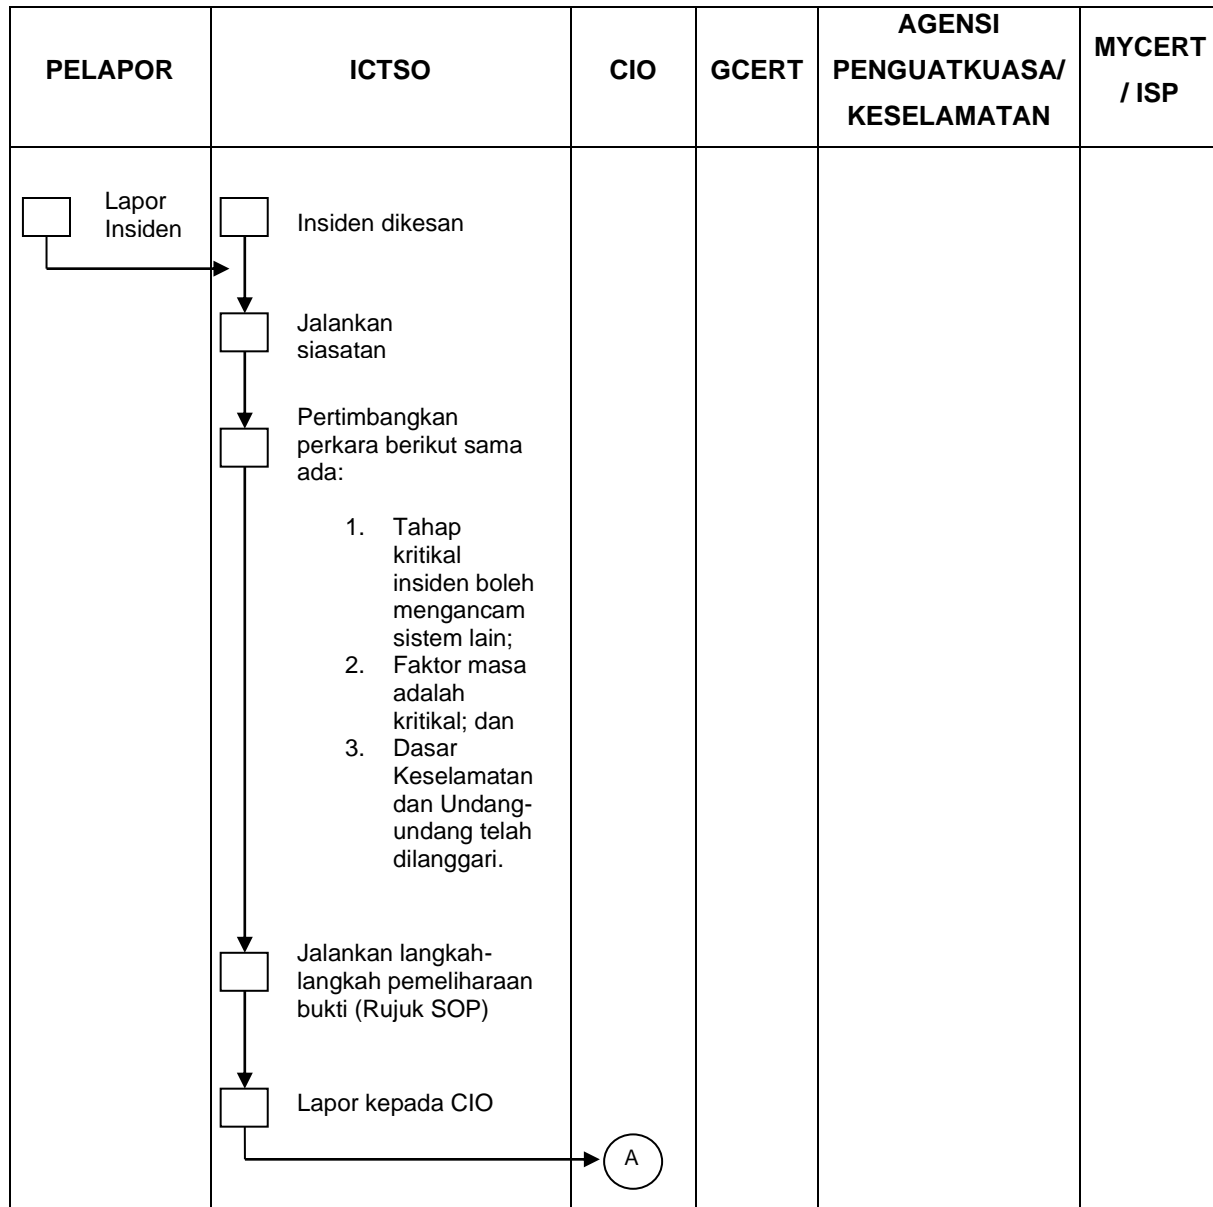 PELAPOR
ICTSO
CIO
GCERT
AGENSI
PENGUATKUASA/
KESELAMATAN
MYCERT
/ ISP
Lapor
Insiden
Insiden dikesan
Jalankan
siasatan
Pertimbangkan
perkara berikut sama
ada:
1. Tahap
kritikal
insiden boleh
mengancam
sistem lain;
2. Faktor masa
adalah
kritikal; dan
3. Dasar
Keselamatan
dan Undang-
undang telah
dilanggari.
Jalankan langkah-
langkah pemeliharaan
bukti (Rujuk SOP)
Lapor kepada CIO
A